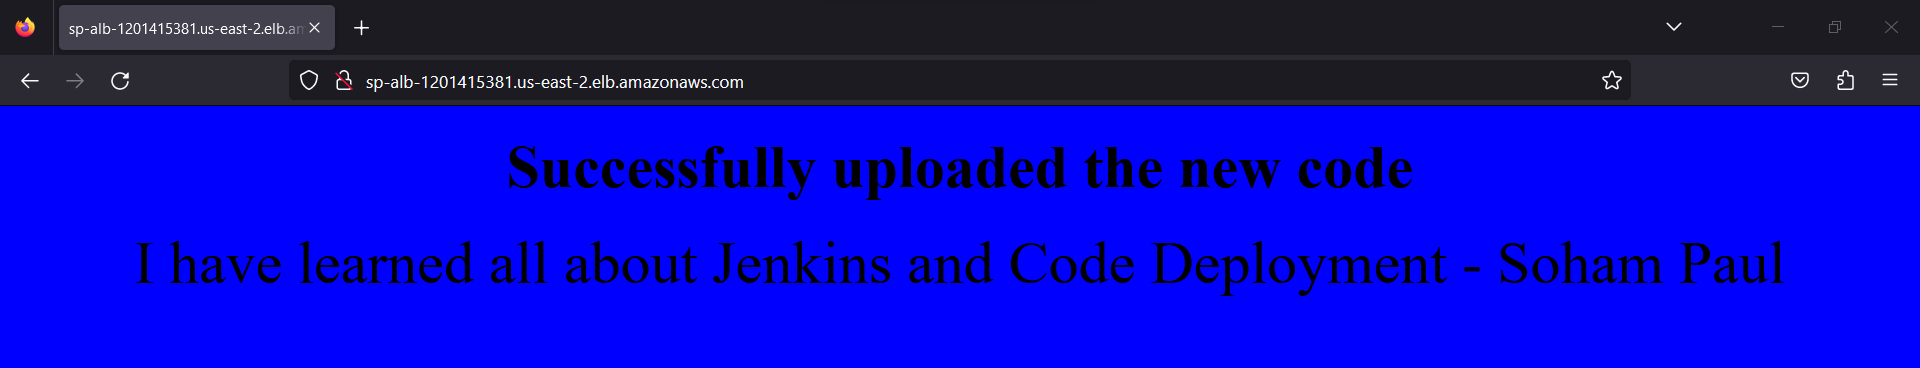 sp-alb-1201415381.us-east-2.elb.am
sp-alb-1201415381.us-east-2.elb.amazonaws.com
Successfully uploaded the new code
I have learned all about Jenkins and Code Deployment - Soham Paul